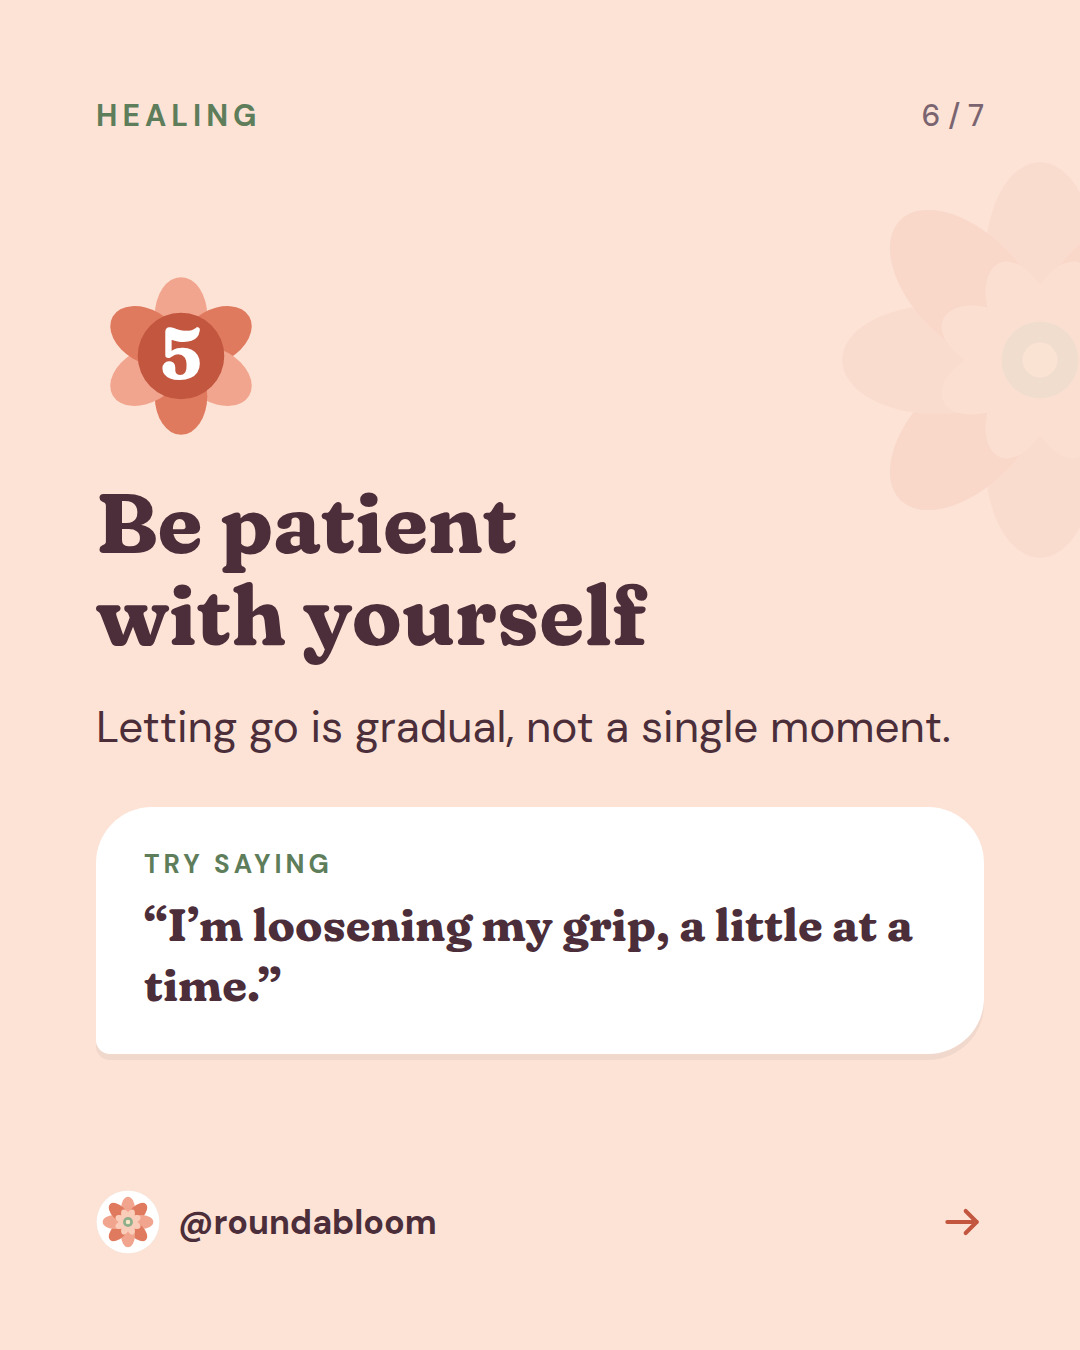 HEALING
6 / 7
5
Be patient
with yourself
Letting go is gradual, not a single moment.
TRY SAYING
“I’m loosening my grip, a little at a
time.”
@roundabloom